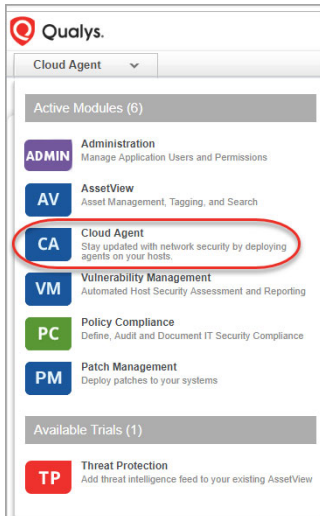 Qualys.
Cloud Agent
Active Modules (6)
ADMIN
Administration
Manage Application Users and Permissions
AV
AssetView
Asset Management, Tagging, and Search
CA
Cloud Agent
Stay updated with network security by deploying
agents on your hosts.
VM
Vulnerability Management
Automated Host Security Assessment and Reporting
PC
Policy Compliance
Define, Audit and Document IT Security Compliance
PM
Patch Management
Deploy patches to your systems
Available Trials (1)
TP
Threat Protection
Add threat intelligence feed to your existing AssetView